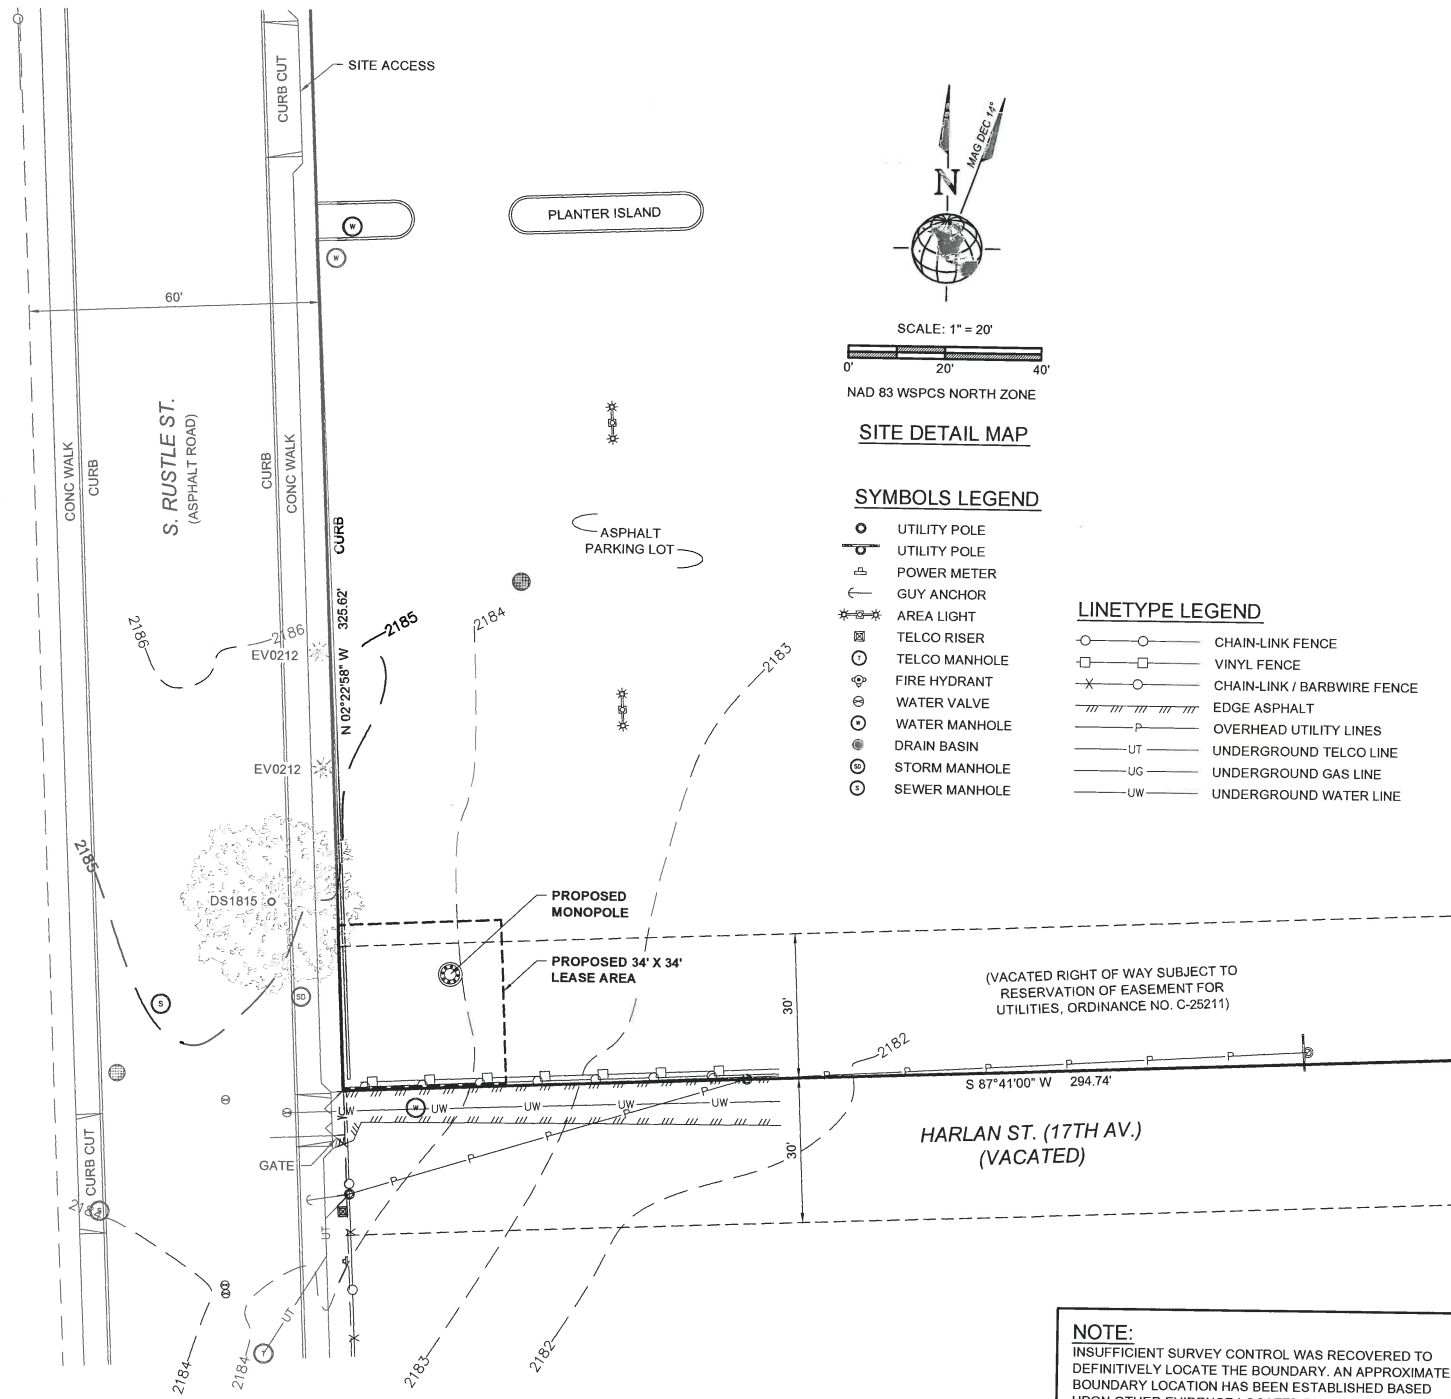 CURB CUT
SITE ACCESS
W
PLANTER ISLAND
W
60'
N
MAG DEC 14°
SCALE: 1" = 20'
0' 20' 40'
NAD 83 WSPCS NORTH ZONE
SITE DETAIL MAP
CONC WALK
CURB
S. RUSTLE ST.
(ASPHALT ROAD)
CURB
CONC WALK
CURB
N 02°22'58" W 325.62'
ASPHALT
PARKING LOT
SYMBOLS LEGEND
UTILITY POLE
UTILITY POLE
POWER METER
GUY ANCHOR
AREA LIGHT
TELCO RISER
T TELCO MANHOLE
FIRE HYDRANT
WATER VALVE
W WATER MANHOLE
DRAIN BASIN
SD STORM MANHOLE
S SEWER MANHOLE
LINETYPE LEGEND
CHAIN-LINK FENCE
VINYL FENCE
CHAIN-LINK / BARBWIRE FENCE
EDGE ASPHALT
P OVERHEAD UTILITY LINES
UT UNDERGROUND TELCO LINE
UG UNDERGROUND GAS LINE
UW UNDERGROUND WATER LINE
2186
2186
2185
2184
2183
EV0212
EV0212
2185
DS1815
PROPOSED
MONOPOLE
PROPOSED 34' X 34'
LEASE AREA
S
SD
30'
(VACATED RIGHT OF WAY SUBJECT TO
RESERVATION OF EASEMENT FOR
UTILITIES, ORDINANCE NO. C-25211)
2182
P P P P P P
S 87°41'00" W 294.74'
UW W UW UW UW UW
P P P P P
30'
HARLAN ST. (17TH AV.)
(VACATED)
GATE
CURB CUT
UT
UT
T
2184
2184
2183
2182
NOTE:
INSUFFICIENT SURVEY CONTROL WAS RECOVERED TO
DEFINITIVELY LOCATE THE BOUNDARY. AN APPROXIMATE
BOUNDARY LOCATION HAS BEEN ESTABLISHED BASED